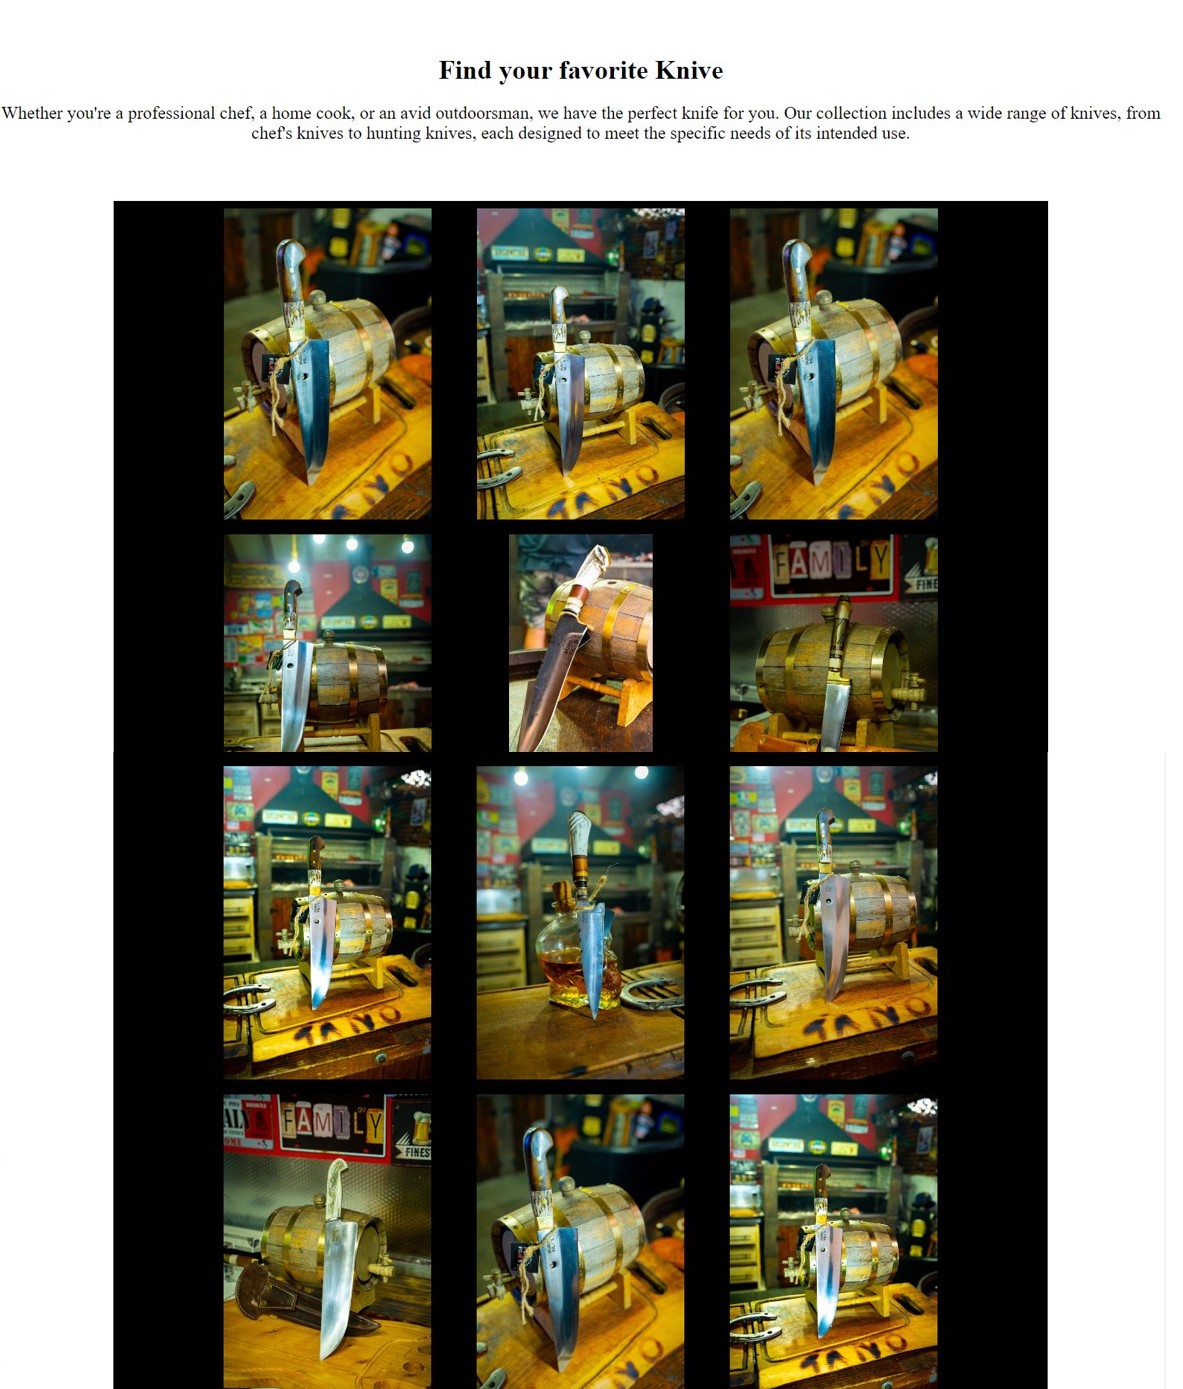 Find your favorite Knive
Whether you're a professional chef, a home cook, or an avid outdoorsman, we have the perfect knife for you. Our collection includes a wide range of knives, from
chef's knives to hunting knives, each designed to meet the specific needs of its intended use.
TANO
FAMILY
FINE
TANO
TANO
FAMILY
FINES
TANO
TANO